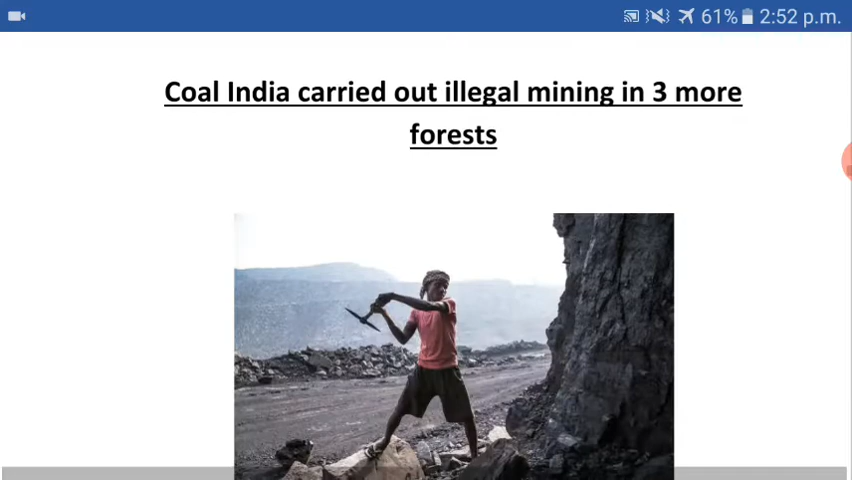 61% 2:52 p.m.
Coal India carried out illegal mining in 3 more
forests